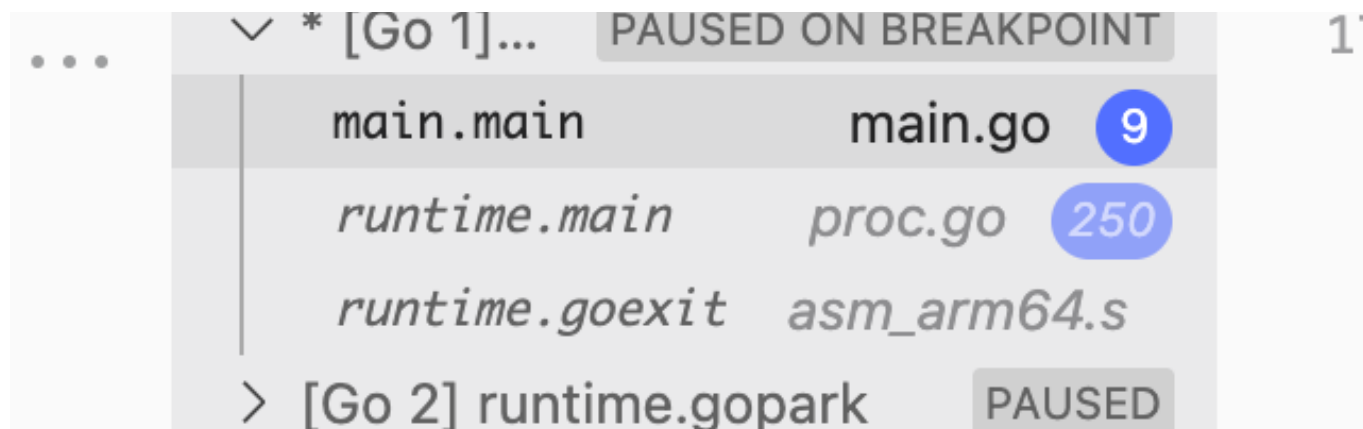 * [Go 1]... PAUSED ON BREAKPOINT
main.main main.go 9
runtime.main proc.go 250
runtime.goexit asm_arm64.s
[Go 2] runtime.gopark PAUSED